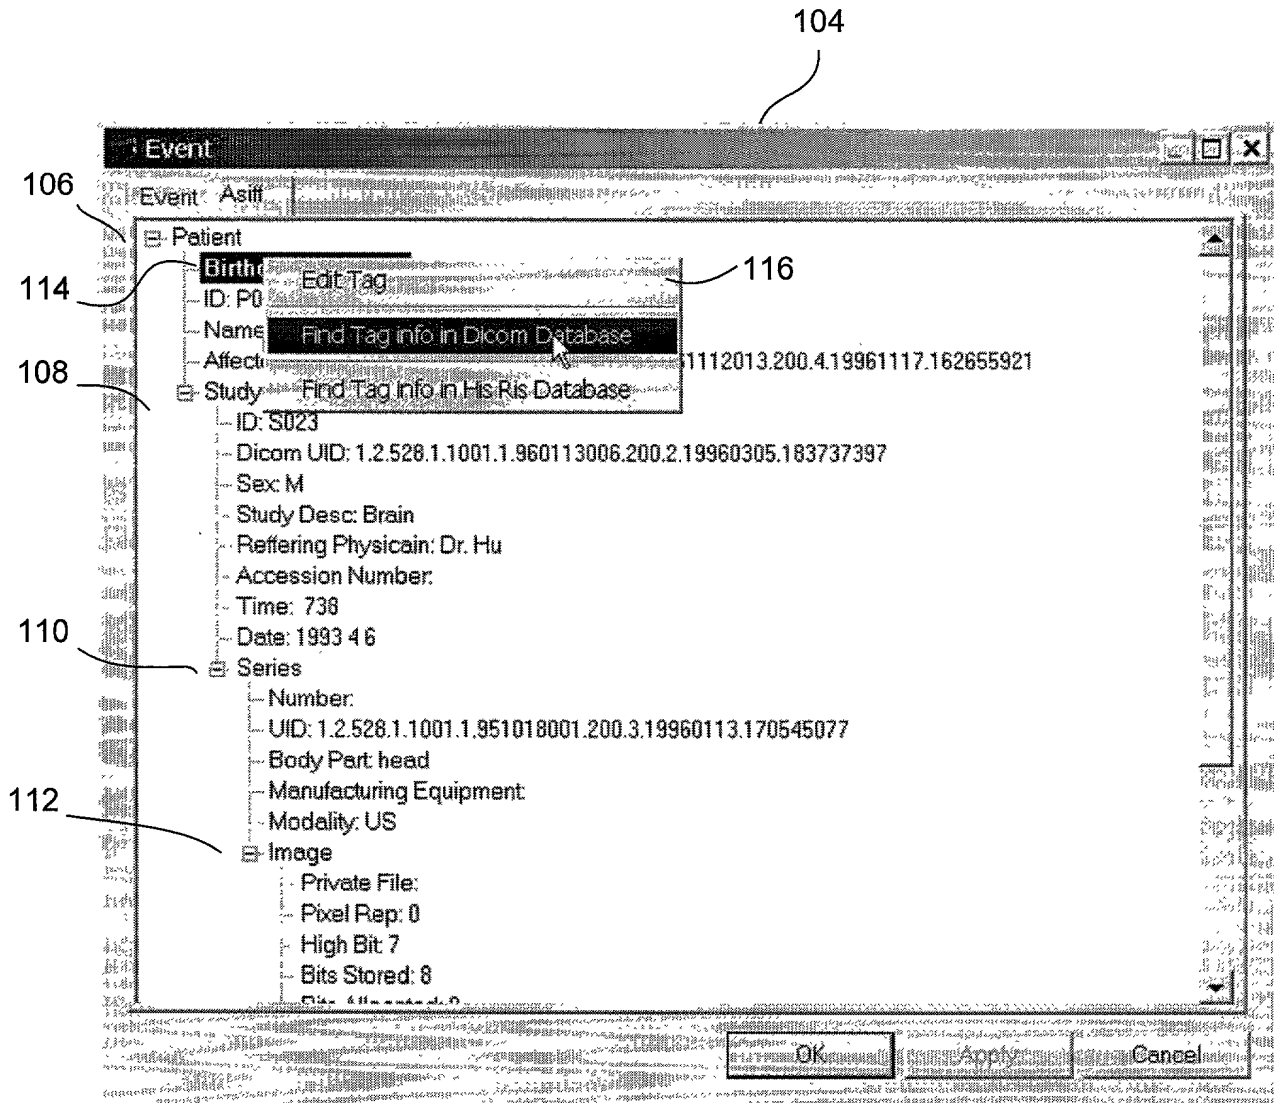 104
Event
106
Event Asiff
Patient
114
Birth
Edit Tag
116
ID: P0
Name
Find Tag info in Dicom Database
Affecti 1112013.200.4.19961117.162655921
108
Study
Find Tag info in His Ris Database
ID: S023
Dicom UID: 1.2.528.1.1001.1.960113006.200.2.19960305.183737397
Sex: M
Study Desc: Brain
Reffering Physicain: Dr. Hu
Accession Number:
Time: 738
Date: 1993 4 6
110
Series
Number:
UID: 1.2.528.1.1001.1.951018001.200.3.19960113.170545077
Body Part: head
Manufacturing Equipment:
Modality: US
112
Image
Private File:
Pixel Rep: 0
High Bit: 7
Bits Stored: 8
OK Apply Cancel